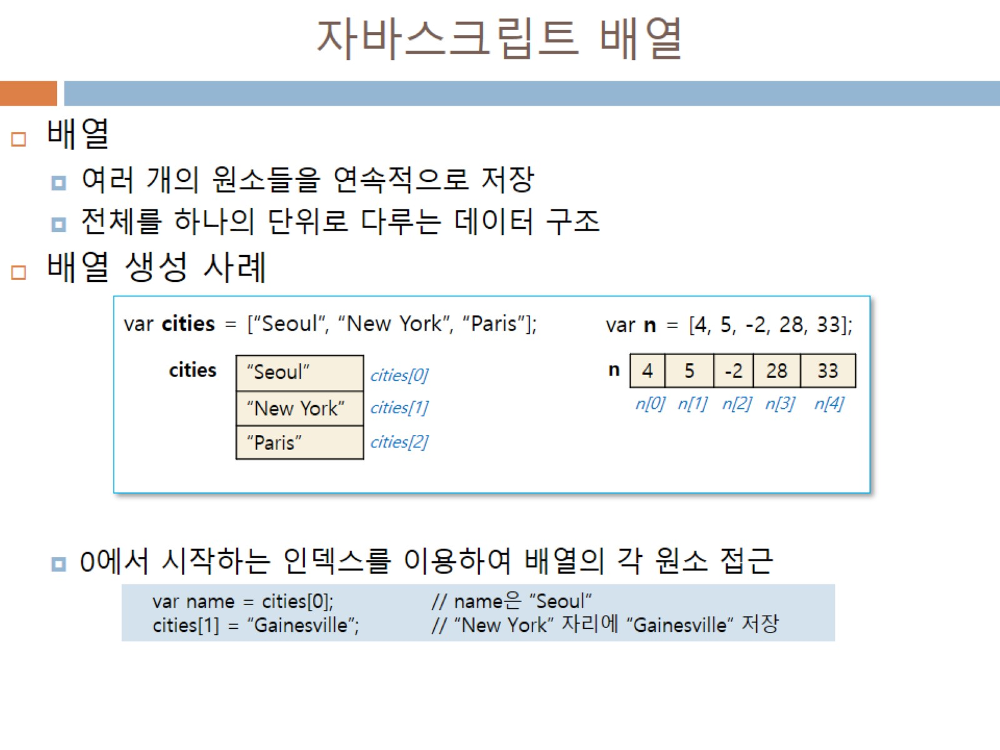 자바스크립트 배열
배열
여러 개의 원소들을 연속적으로 저장
전체를 하나의 단위로 다루는 데이터 구조
배열 생성 사례
var cities = [“Seoul”, “New York”, “Paris”];
cities
“Seoul” cities[0]
“New York” cities[1]
“Paris” cities[2]
var n = [4, 5, -2, 28, 33];
n 4 5 -2 28 33
n[0] n[1] n[2] n[3] n[4]
0에서 시작하는 인덱스를 이용하여 배열의 각 원소 접근
var name = cities[0]; // name은 “Seoul”
cities[1] = “Gainesville”; // “New York” 자리에 “Gainesville” 저장